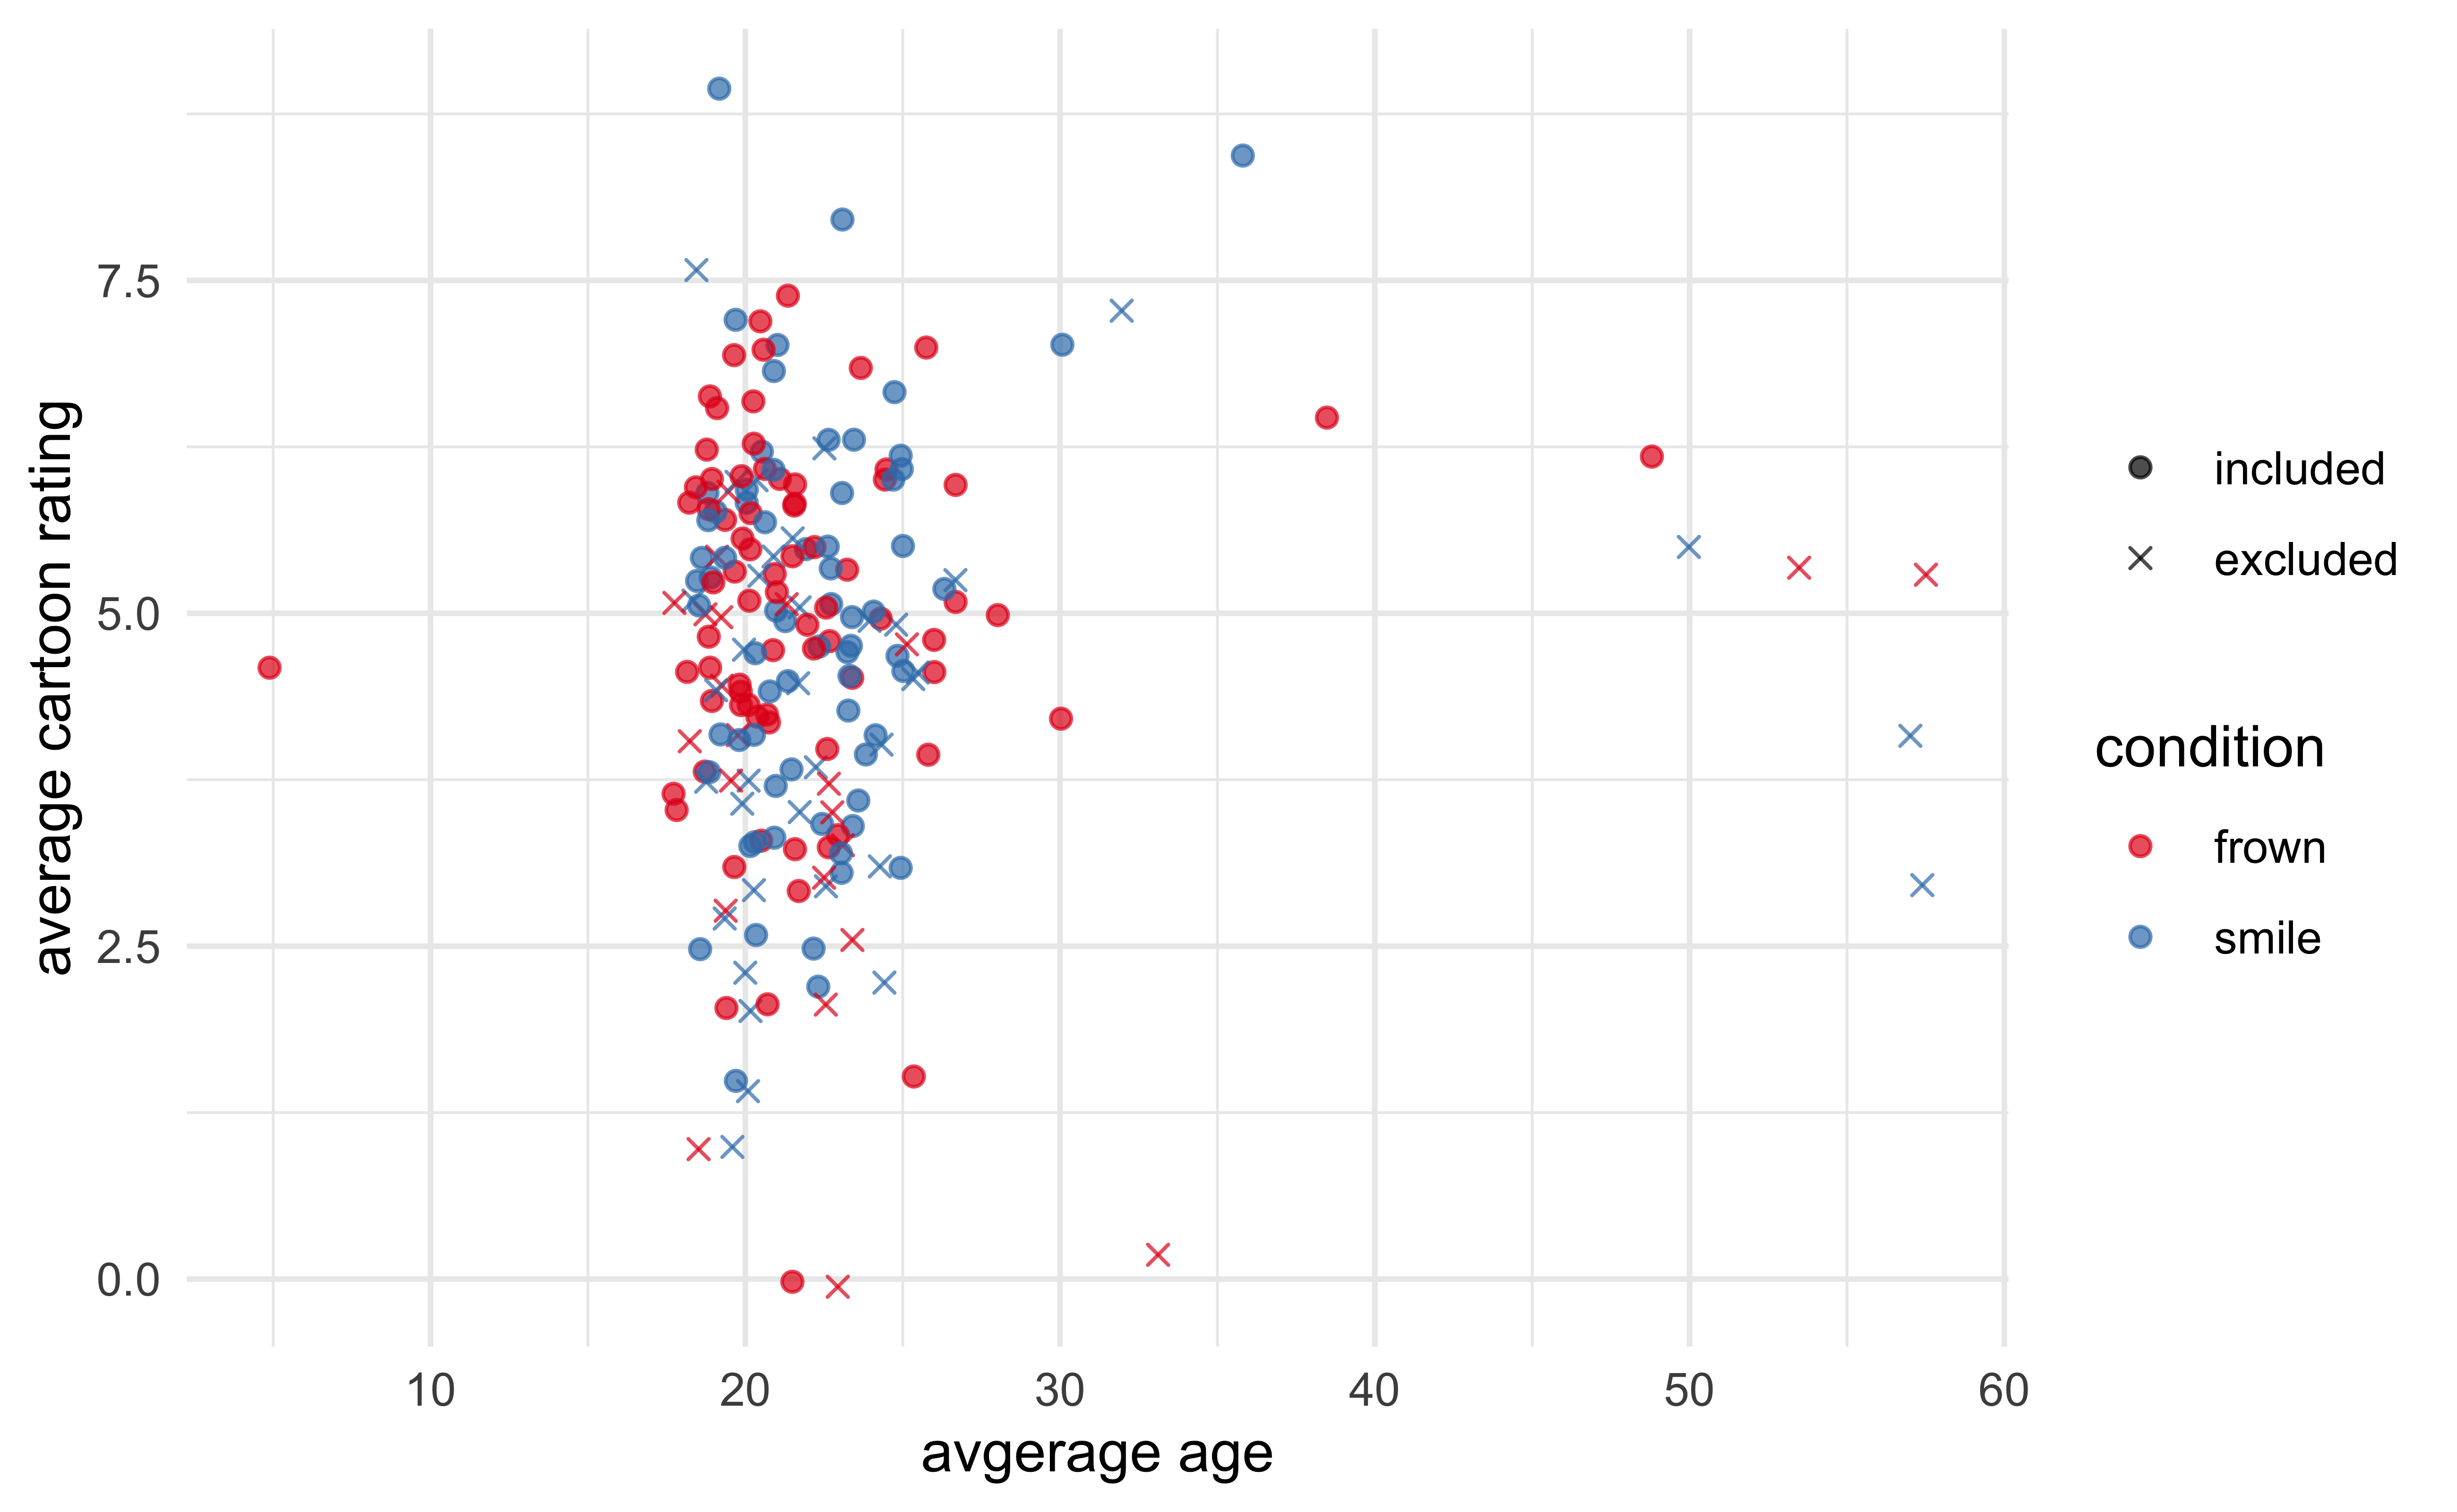 average cartoon rating
7.5
5.0
2.5
0.0
10 20 30 40 50 60
avgerage age
included
excluded
condition
frown
smile